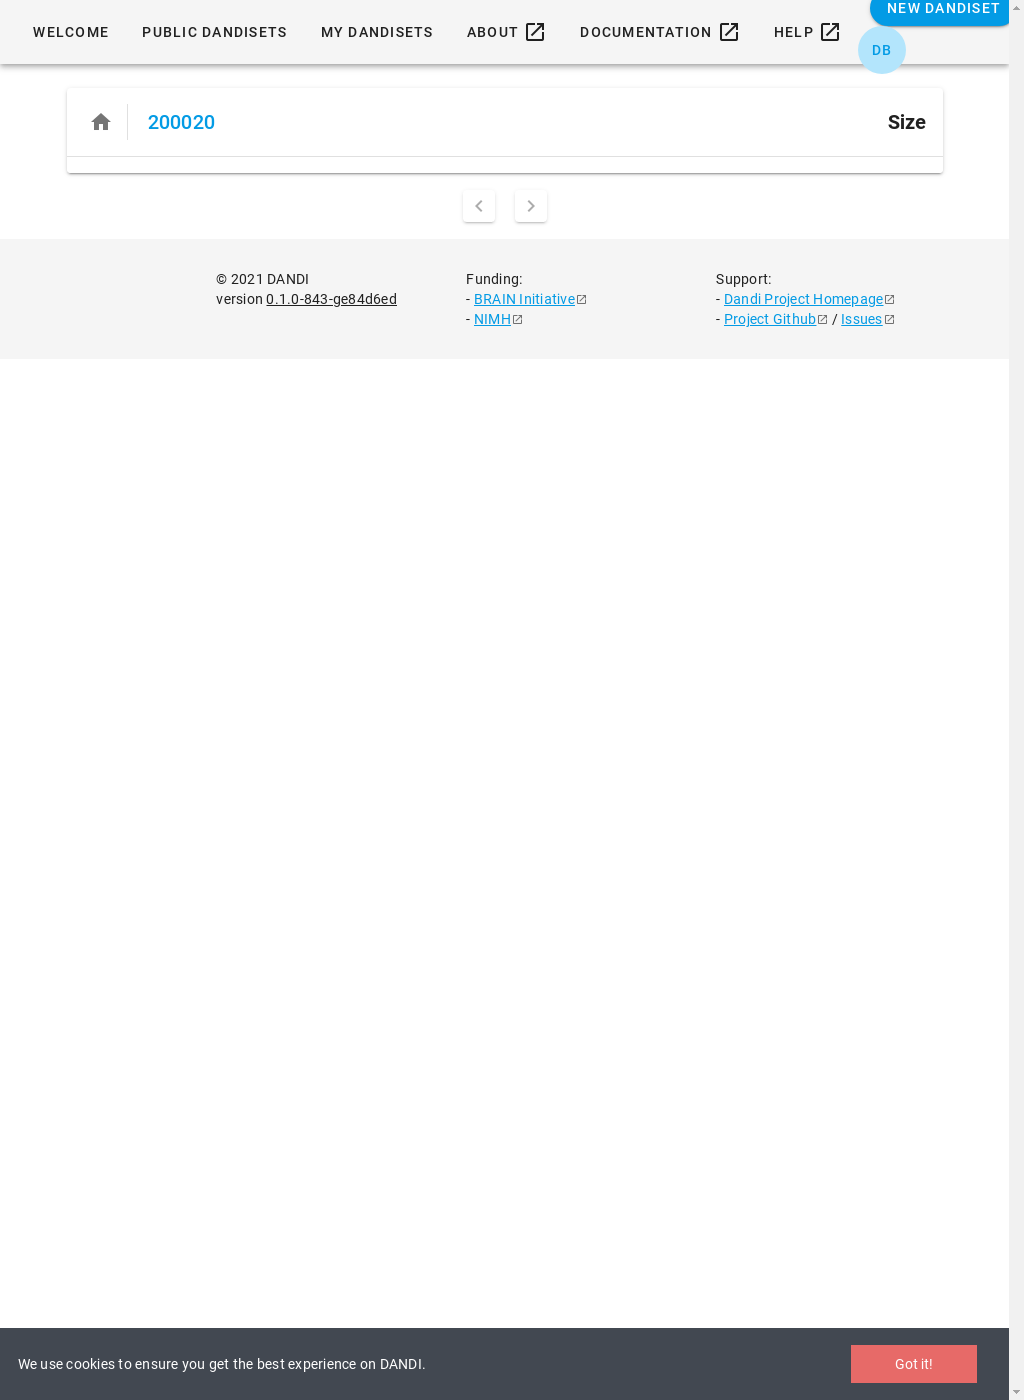 NEW DANDISET
WELCOME PUBLIC DANDISETS MY DANDISETS ABOUT DOCUMENTATION HELP
DB
200020 Size
© 2021 DANDI
version 0.1.0-843-ge84d6ed
Funding:
- BRAIN Initiative
- NIMH
Support:
- Dandi Project Homepage
- Project Github / Issues
We use cookies to ensure you get the best experience on DANDI.
Got it!